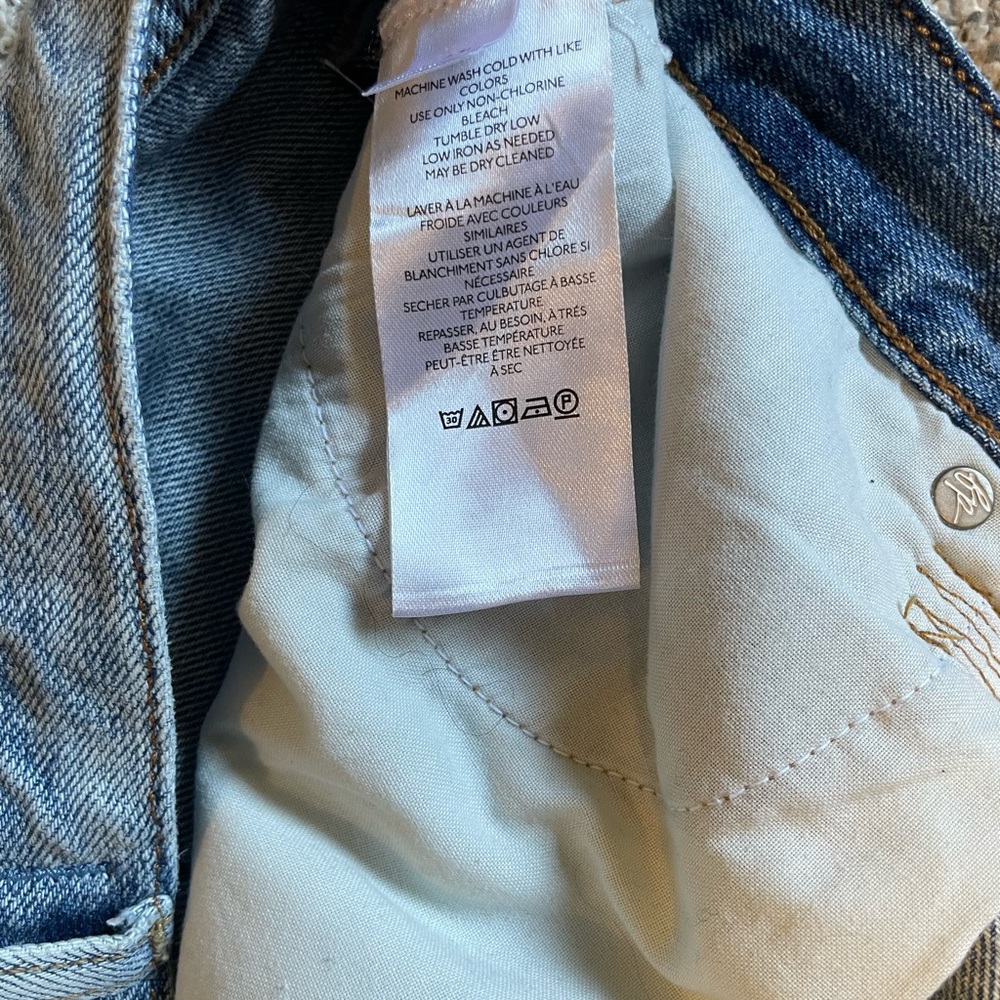 MACHINE WASH COLD WITH LIKE
COLORS
USE ONLY NON-CHLORINE
BLEACH
TUMBLE DRY LOW
LOW IRON AS NEEDED
MAY BE DRY CLEANED
LAVER À LA MACHINE À L'EAU
FROIDE AVEC COULEURS
SIMILAIRES
UTILISER UN AGENT DE
BLANCHIMENT SANS CHLORE SI
NÉCESSAIRE
SECHER PAR CULBUTAGE À BASSE
TEMPERATURE
REPASSER, AU BESOIN, À TRÉS
BASSE TEMPÉRATURE
PEUT-ÊTRE ÊTRE NETTOYÉE
À SEC
30 P